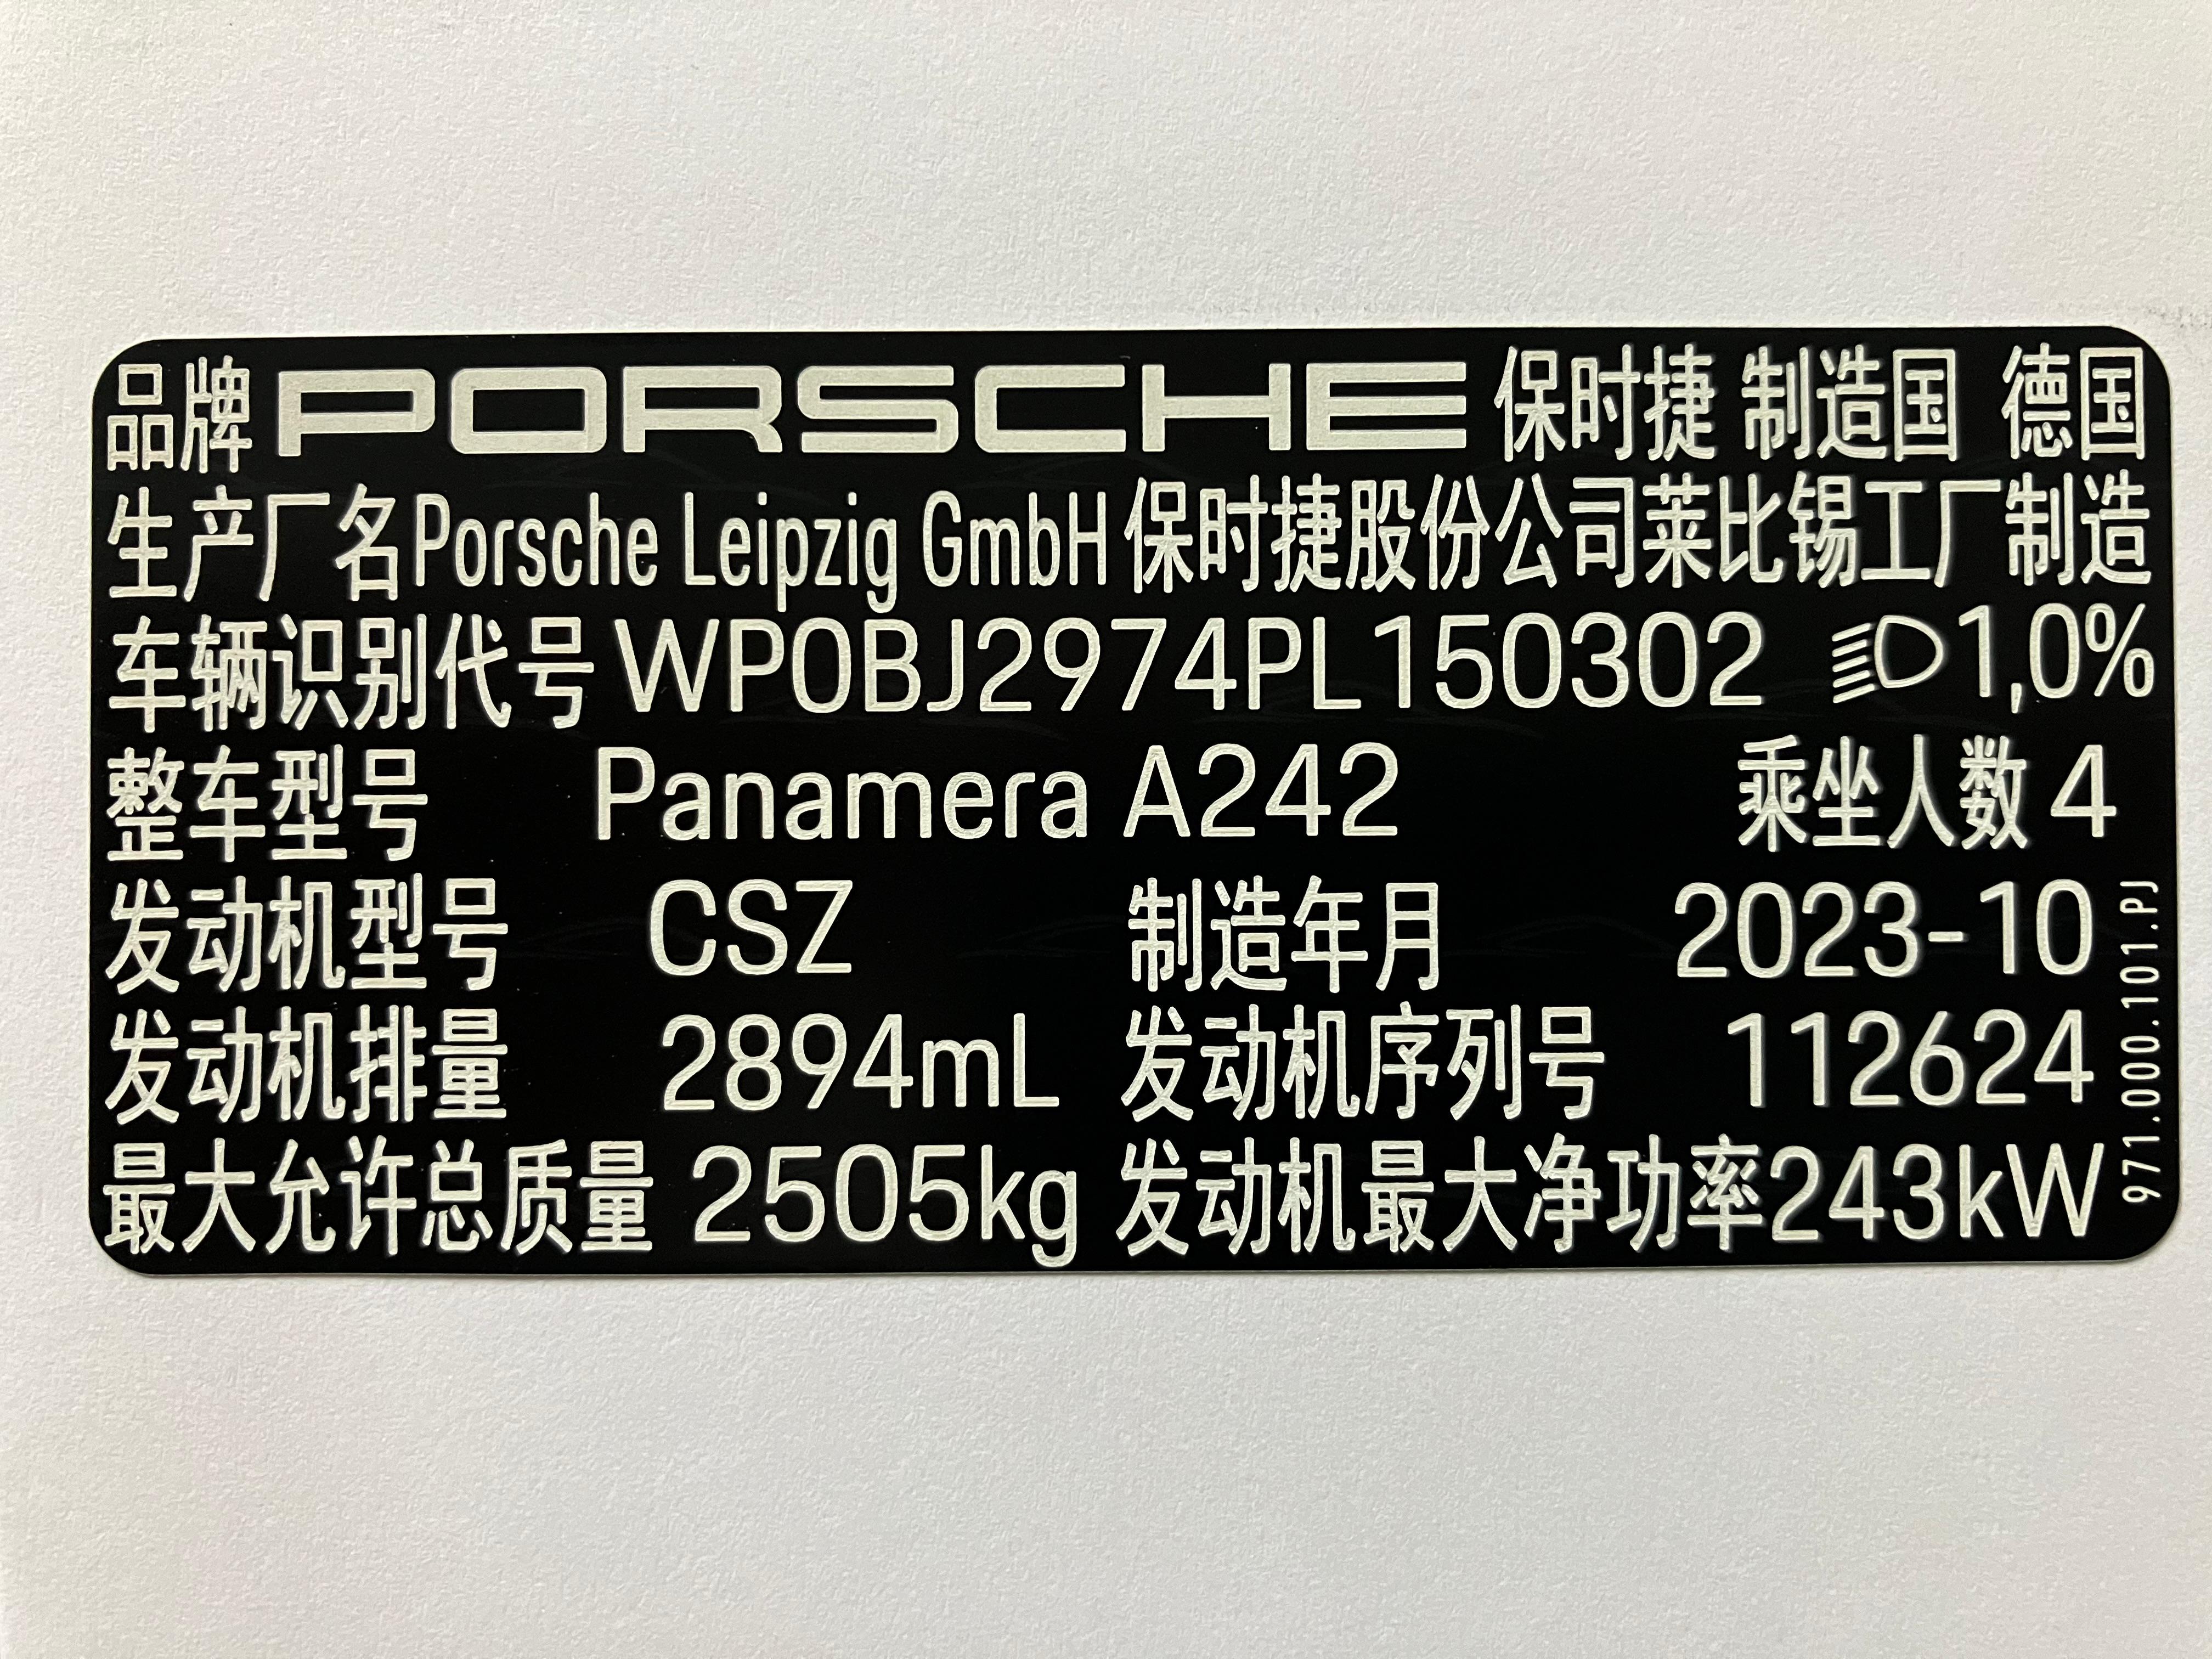 品牌 PORSCHE 保时捷 制造国 德国
生产厂名Porsche Leipzig GmbH保时捷股份公司莱比锡工厂制造
车辆识别代号 WP0BJ2974PL150302 1,0%
整车型号 Panamera A242 乘坐人数 4
发动机型号 CSZ 制造年月 2023-10
发动机排量 2894mL 发动机序列号 112624
最大允许总质量 2505kg 发动机最大净功率243kW
971.000.101.PJ